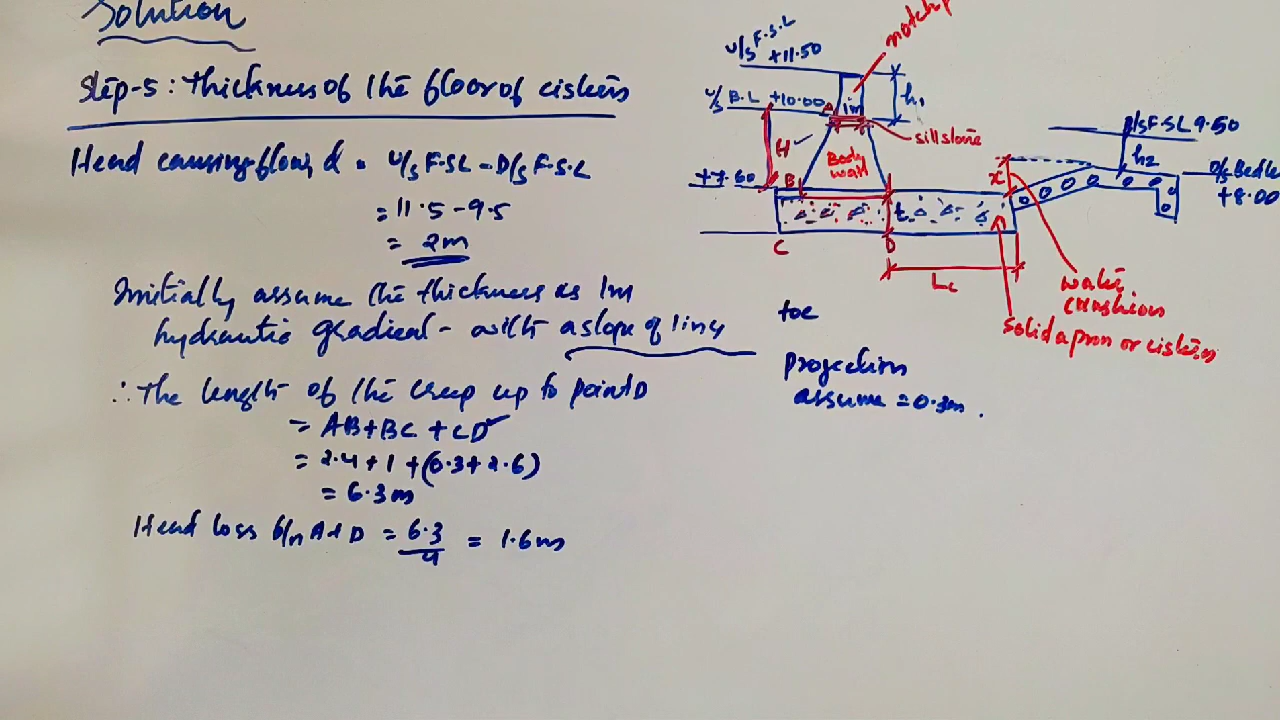 Solution
Step-5: thickness of the floor of cistern
Head causing flow d = U/S F.S.L - D/S F.S.L
= 11.5 - 9.5
= 2m
Initially assume the thickness as 1m
hydraulic gradient - with a slope of 1 in 4
∴ The length of the creep up to point D
= AB + BC + CD
= 2.4 + 1 + (0.3 + 2.6)
= 6.3m
Head loss b/n A & D = 6.3/4 = 1.6m
U/S F.S.L
+11.50
notch
U/S B.L +10.00
A
1m
h1
sill stone
H
Body wall
+7.60
B
t
C
D
Lc
x
D/S F.S.L 9.50
h2
D/S Bed
+8.00
water
cushion
solid apron or cistern
toe
projection
assume = 0.3m.